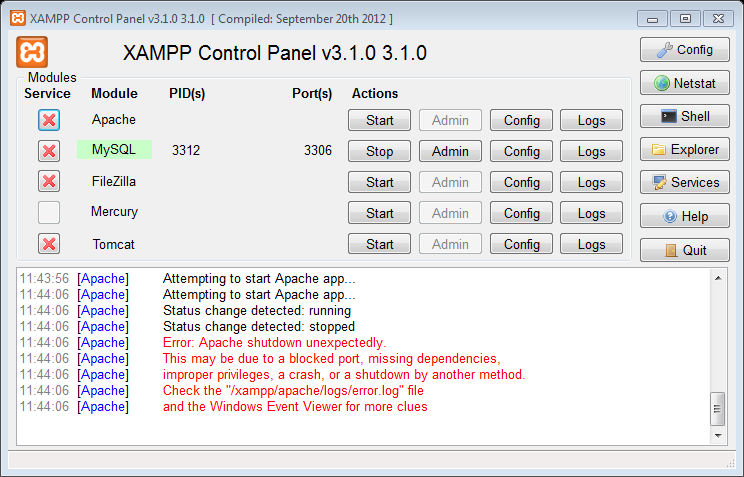 XAMPP Control Panel v3.1.0 3.1.0 [ Compiled: September 20th 2012 ]
XAMPP Control Panel v3.1.0 3.1.0
Config
Modules
Service Module PID(s) Port(s) Actions
Netstat
Apache Start Admin Config Logs
Shell
MySQL 3312 3306 Stop Admin Config Logs
Explorer
FileZilla Start Admin Config Logs
Services
Mercury Start Admin Config Logs
Help
Tomcat Start Admin Config Logs
Quit
11:43:56 [Apache] Attempting to start Apache app...
11:44:06 [Apache] Attempting to start Apache app...
11:44:06 [Apache] Status change detected: running
11:44:06 [Apache] Status change detected: stopped
11:44:06 [Apache] Error: Apache shutdown unexpectedly.
11:44:06 [Apache] This may be due to a blocked port, missing dependencies,
11:44:06 [Apache] improper privileges, a crash, or a shutdown by another method.
11:44:06 [Apache] Check the "/xampp/apache/logs/error.log" file
11:44:06 [Apache] and the Windows Event Viewer for more clues